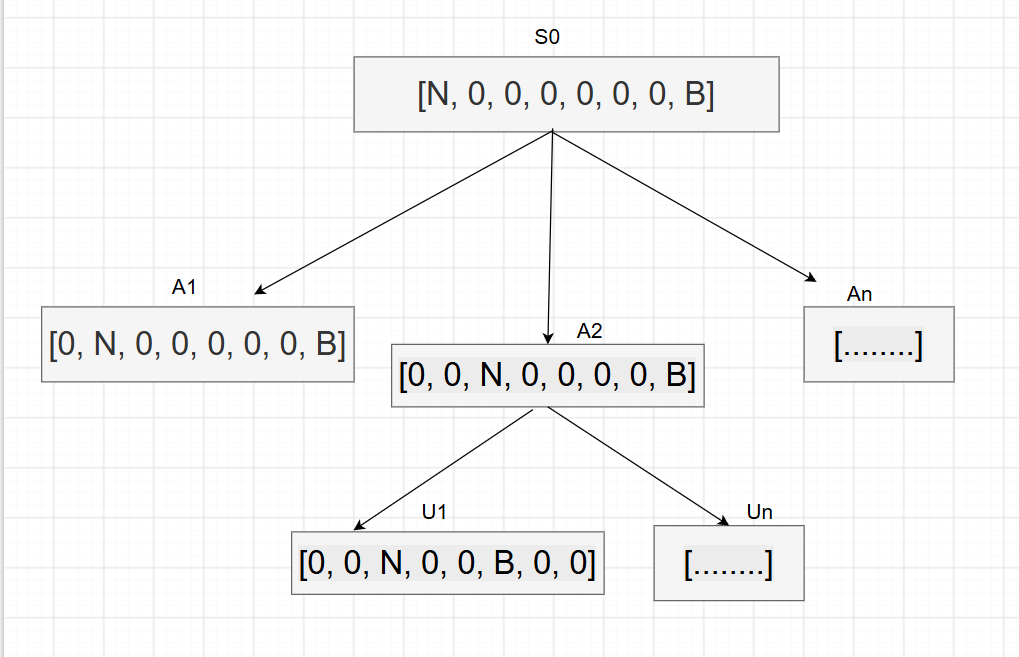 S0
[N, 0, 0, 0, 0, 0, 0, B]
A1
[0, N, 0, 0, 0, 0, 0, B]
A2
[0, 0, N, 0, 0, 0, 0, B]
An
[........]
U1
[0, 0, N, 0, 0, B, 0, 0]
Un
[........]